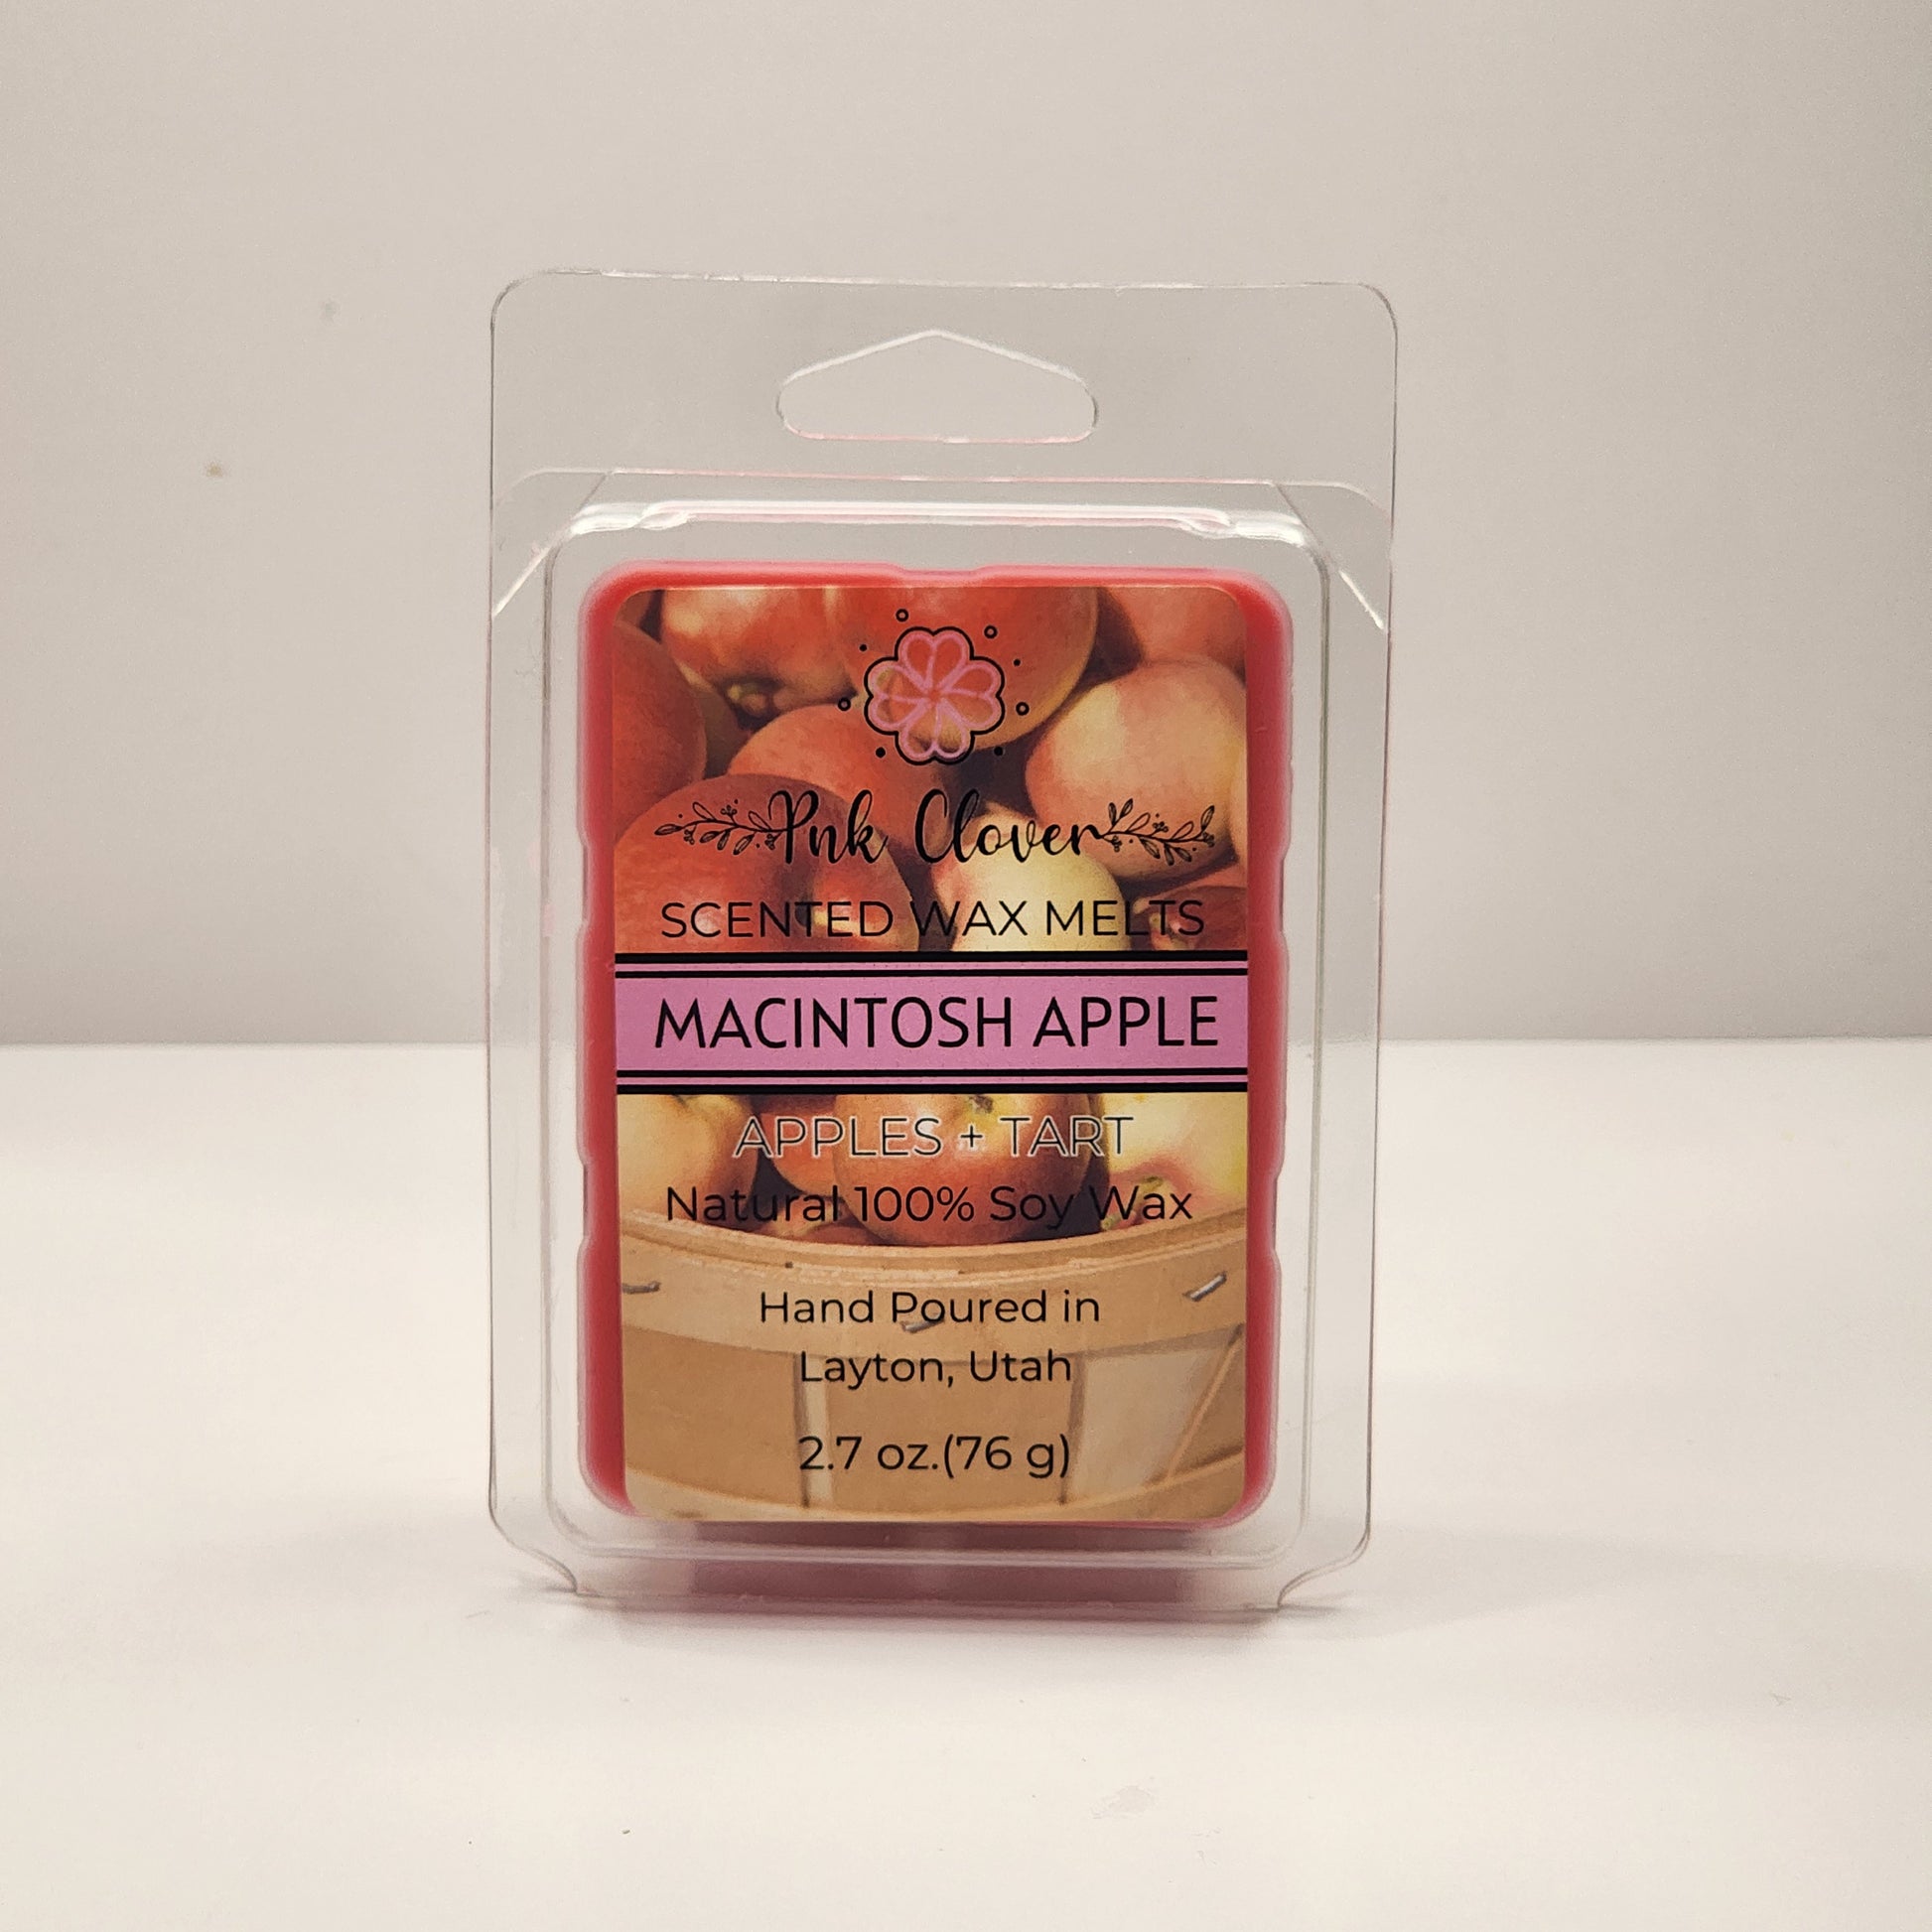 Pnk Clover
SCENTED WAX MELTS
MACINTOSH APPLE
APPLES + TART
Natural 100% Soy Wax
Hand Poured in
Layton, Utah
2.7 oz.(76 g)